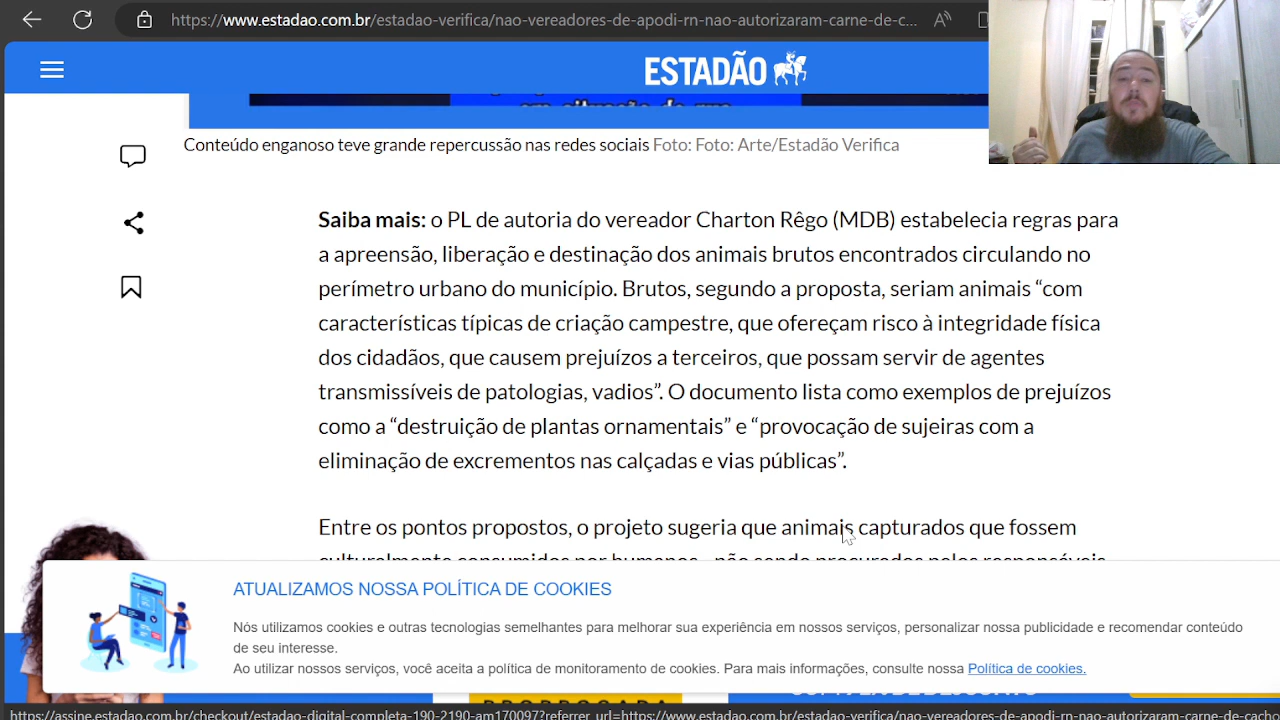 https://www.estadao.com.br/estadao-verifica/nao-vereadores-de-apodi-rn-nao-autorizaram-carne-de-c...
ESTADÃO
Conteúdo enganoso teve grande repercussão nas redes sociais Foto: Foto: Arte/Estadão Verifica
Saiba mais: o PL de autoria do vereador Charton Rêgo (MDB) estabelecia regras para
a apreensão, liberação e destinação dos animais brutos encontrados circulando no
perímetro urbano do município. Brutos, segundo a proposta, seriam animais “com
características típicas de criação campestre, que ofereçam risco à integridade física
dos cidadãos, que causem prejuízos a terceiros, que possam servir de agentes
transmissíveis de patologias, vadios”. O documento lista como exemplos de prejuízos
como a “destruição de plantas ornamentais” e “provocação de sujeiras com a
eliminação de excrementos nas calçadas e vias públicas”.
Entre os pontos propostos, o projeto sugeria que animais capturados que fossem
culturalmente consumidos por humanos - não sendo procurados pelos responsáveis
ATUALIZAMOS NOSSA POLÍTICA DE COOKIES
Nós utilizamos cookies e outras tecnologias semelhantes para melhorar sua experiência em nossos serviços, personalizar nossa publicidade e recomendar conteúdo
de seu interesse.
Ao utilizar nossos serviços, você aceita a política de monitoramento de cookies. Para mais informações, consulte nossa Política de cookies.
https://assine.estadao.com.br/checkout/estadao-digital-completa-190-2190-am170097?referrer_url=https://www.estadao.com.br/estadao-verifica/nao-vereadores-de-apodi-rn-nao-autorizaram-carne-de-cacho